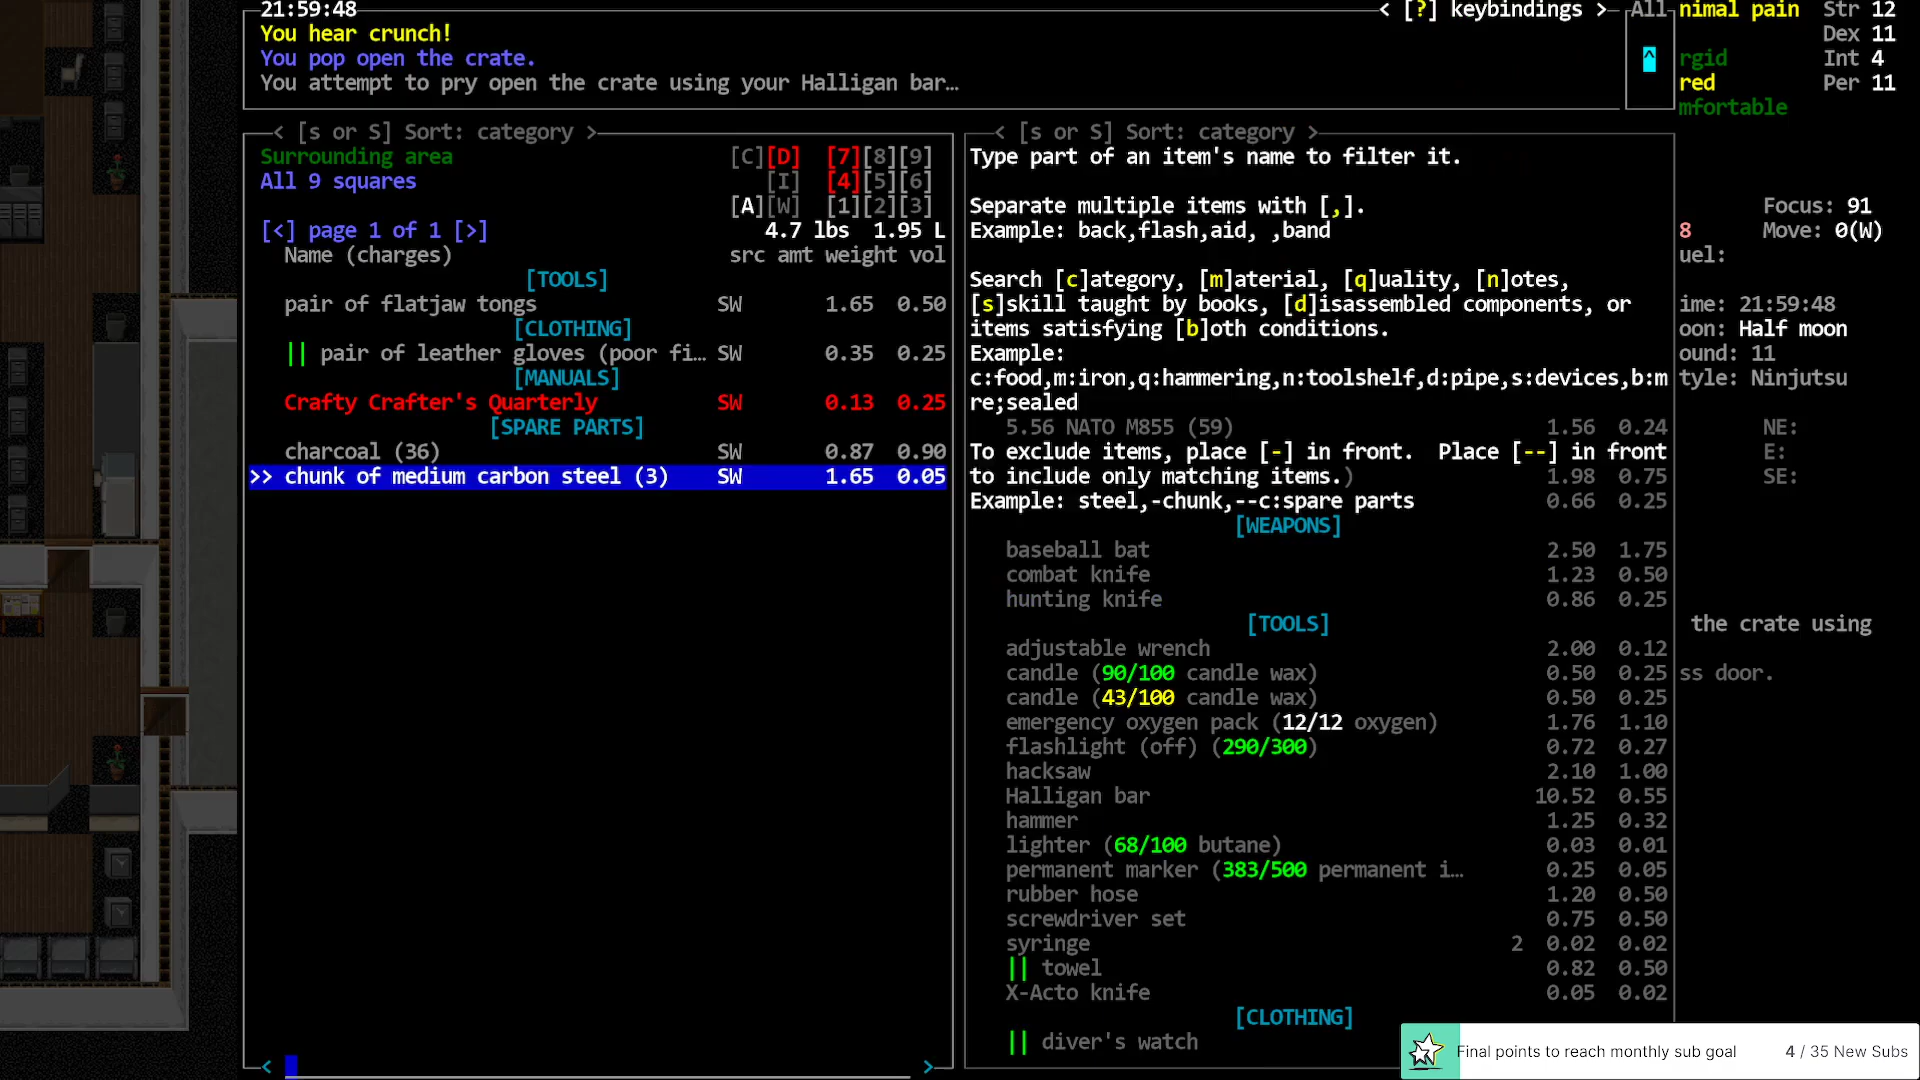 21:59:48
< [?] keybindings >
You hear crunch!
You pop open the crate.
You attempt to pry open the crate using your Halligan bar…
All
^
nimal pain Str 12
Dex 11
rgid Int 4
red Per 11
mfortable
< [s or S] Sort: category >
Surrounding area [C][D] [7][8][9]
All 9 squares [I] [4][5][6]
[A][W] [1][2][3]
[<] page 1 of 1 [>] 4.7 lbs 1.95 L
Name (charges) src amt weight vol
[TOOLS]
pair of flatjaw tongs SW 1.65 0.50
[CLOTHING]
|| pair of leather gloves (poor fi… SW 0.35 0.25
[MANUALS]
Crafty Crafter's Quarterly SW 0.13 0.25
[SPARE PARTS]
charcoal (36) SW 0.87 0.90
>> chunk of medium carbon steel (3) SW 1.65 0.05
< >
< [s or S] Sort: category >
Type part of an item's name to filter it.
Separate multiple items with [,].
Example: back,flash,aid, ,band
Search [c]ategory, [m]aterial, [q]uality, [n]otes,
[s]skill taught by books, [d]isassembled components, or
items satisfying [b]oth conditions.
Example:
c:food,m:iron,q:hammering,n:toolshelf,d:pipe,s:devices,b:m
re;sealed
5.56 NATO M855 (59) 1.56 0.24
To exclude items, place [-] in front. Place [--] in front
to include only matching items.) 1.98 0.75
Example: steel,-chunk,--c:spare parts 0.66 0.25
[WEAPONS]
baseball bat 2.50 1.75
combat knife 1.23 0.50
hunting knife 0.86 0.25
[TOOLS]
adjustable wrench 2.00 0.12
candle (90/100 candle wax) 0.50 0.25
candle (43/100 candle wax) 0.50 0.25
emergency oxygen pack (12/12 oxygen) 1.76 1.10
flashlight (off) (290/300) 0.72 0.27
hacksaw 2.10 1.00
Halligan bar 10.52 0.55
hammer 1.25 0.32
lighter (68/100 butane) 0.03 0.01
permanent marker (383/500 permanent i… 0.25 0.05
rubber hose 1.20 0.50
screwdriver set 0.75 0.50
syringe 2 0.02 0.02
|| towel 0.82 0.50
X-Acto knife 0.05 0.02
[CLOTHING]
|| diver's watch
Focus: 91
8 Move: 0(W)
uel:
ime: 21:59:48
oon: Half moon
ound: 11
tyle: Ninjutsu
NE:
E:
SE:
the crate using
ss door.
Final points to reach monthly sub goal 4 / 35 New Subs